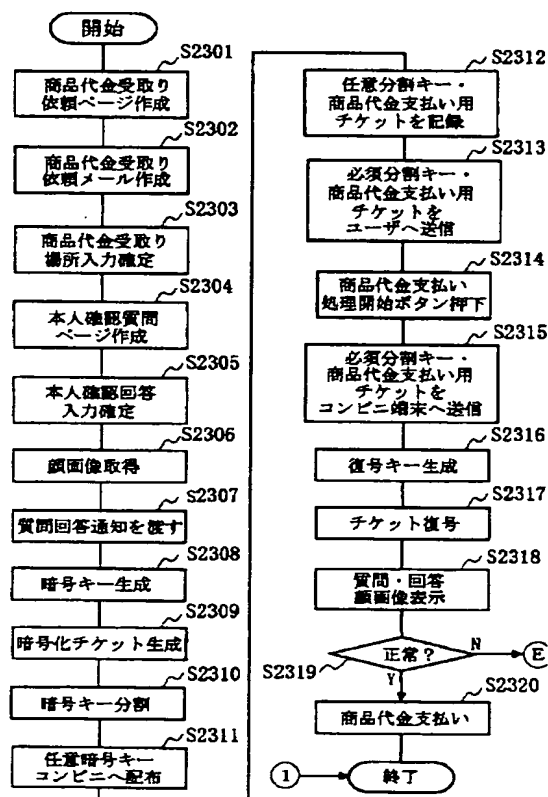 開始
S2301
商品代金受取り
依頼ページ作成
S2302
商品代金受取り
依頼メール作成
S2303
商品代金受取り
場所入力確定
S2304
本人確認質問
ページ作成
S2305
本人確認回答
入力確定
S2306
顔画像取得
S2307
質問回答通知を渡す
S2308
暗号キー生成
S2309
暗号化チケット生成
S2310
暗号キー分割
S2311
任意暗号キー
コンビニへ配布
S2312
任意分割キー・
商品代金支払い用
チケットを記録
S2313
必須分割キー・
商品代金支払い用
チケットを
ユーザへ送信
S2314
商品代金支払い
処理開始ボタン押下
S2315
必須分割キー・
商品代金支払い用
チケットを
コンビニ端末へ送信
S2316
復号キー生成
S2317
チケット復号
S2318
質問・回答
顔画像表示
S2319
正常?
N
E
Y
S2320
商品代金支払い
1
終了